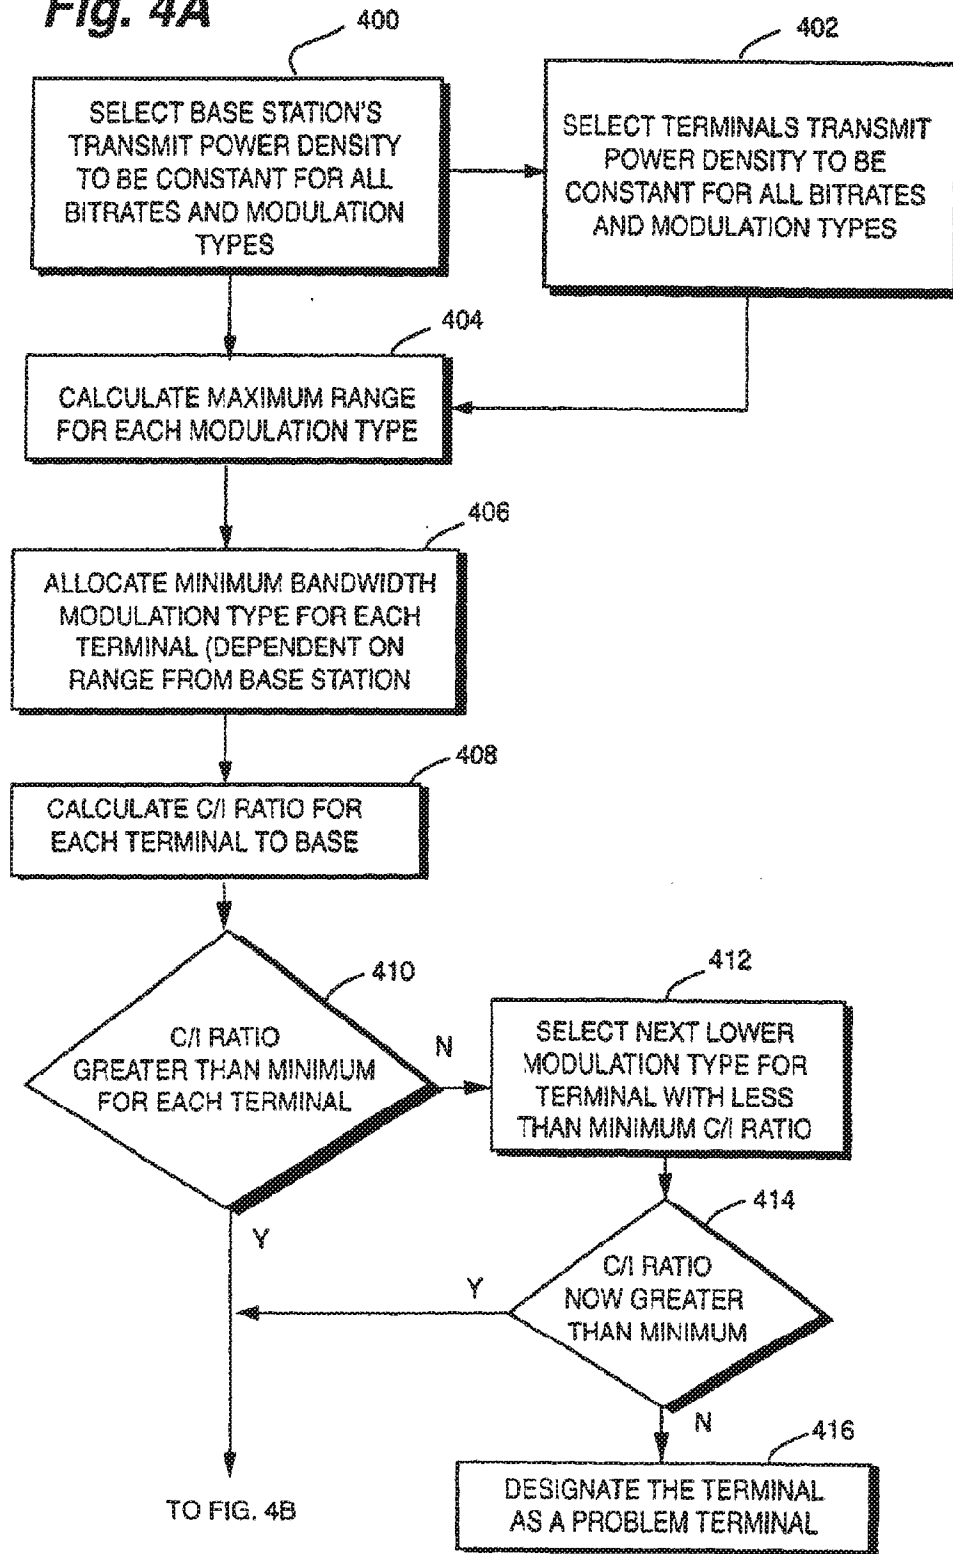 Fig. 4A
400
402
SELECT BASE STATION'S
TRANSMIT POWER DENSITY
TO BE CONSTANT FOR ALL
BITRATES AND MODULATION
TYPES
SELECT TERMINALS TRANSMIT
POWER DENSITY TO BE
CONSTANT FOR ALL BITRATES
AND MODULATION TYPES
404
CALCULATE MAXIMUM RANGE
FOR EACH MODULATION TYPE
406
ALLOCATE MINIMUM BANDWIDTH
MODULATION TYPE FOR EACH
TERMINAL (DEPENDENT ON
RANGE FROM BASE STATION
408
CALCULATE C/I RATIO FOR
EACH TERMINAL TO BASE
410
C/I RATIO
GREATER THAN MINIMUM
FOR EACH TERMINAL
N
Y
412
SELECT NEXT LOWER
MODULATION TYPE FOR
TERMINAL WITH LESS
THAN MINIMUM C/I RATIO
414
C/I RATIO
NOW GREATER
THAN MINIMUM
Y
N
416
DESIGNATE THE TERMINAL
AS A PROBLEM TERMINAL
TO FIG. 4B